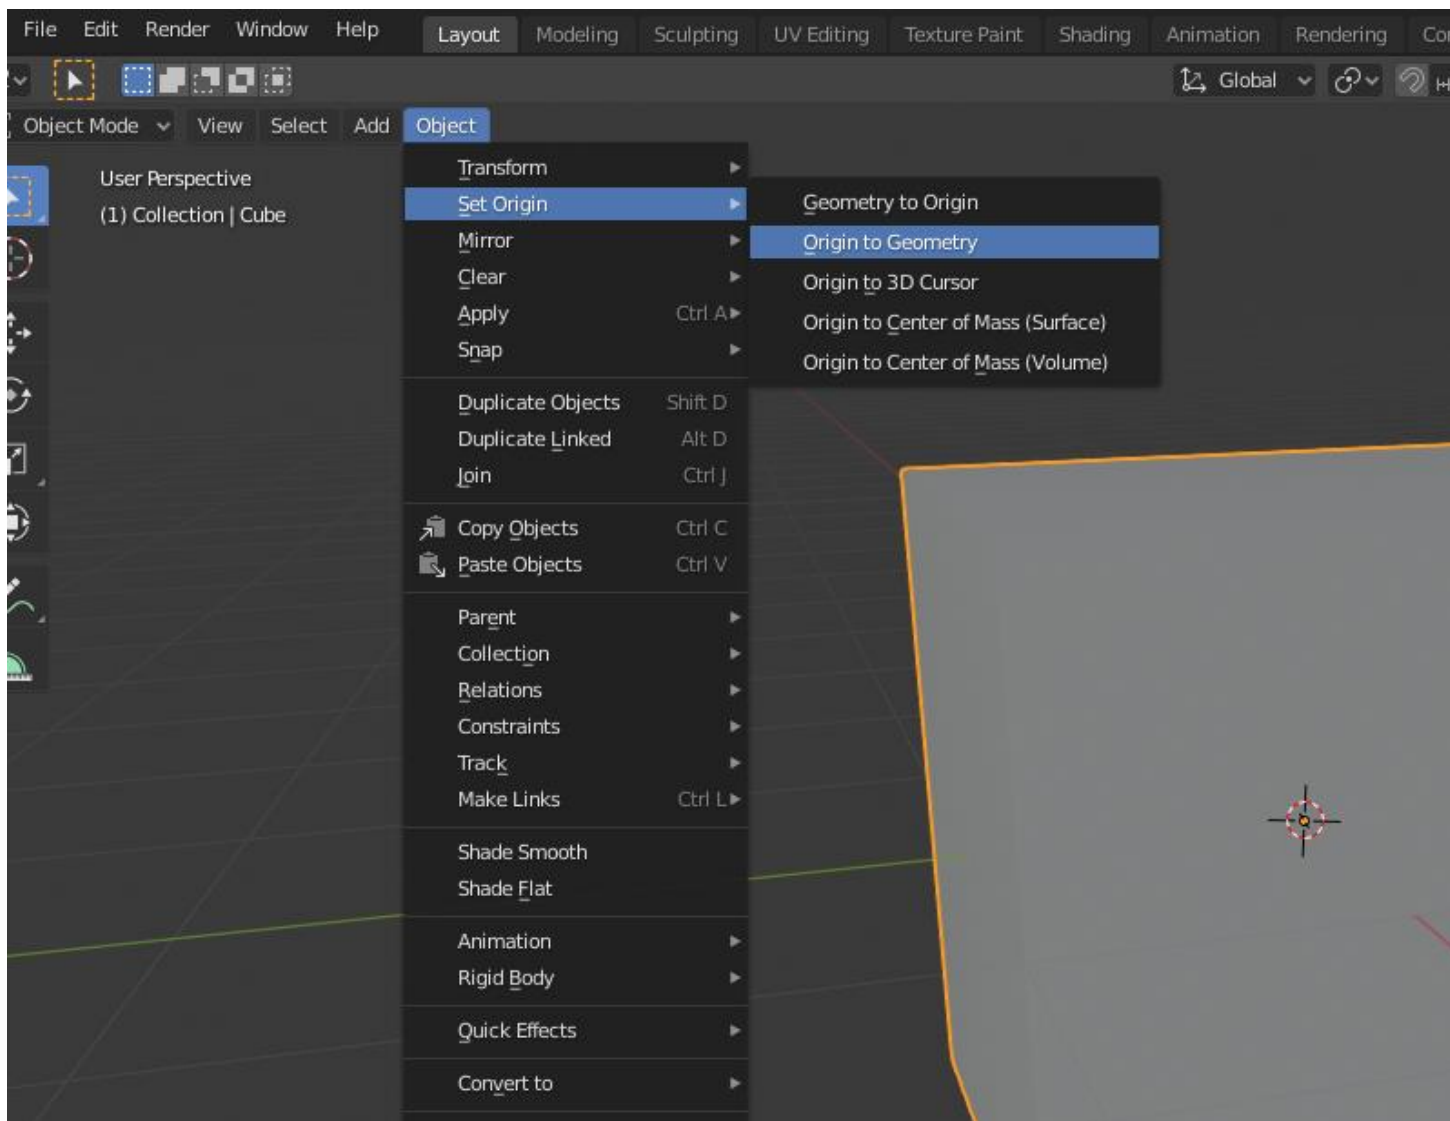 File Edit Render Window Help Layout Modeling Sculpting UV Editing Texture Paint Shading Animation Rendering
Global
Object Mode View Select Add Object
User Perspective
(1) Collection | Cube
Transform
Set Origin
Mirror
Clear
Apply Ctrl A
Snap
Duplicate Objects Shift D
Duplicate Linked Alt D
Join Ctrl J
Copy Objects Ctrl C
Paste Objects Ctrl V
Parent
Collection
Relations
Constraints
Track
Make Links Ctrl L
Shade Smooth
Shade Flat
Animation
Rigid Body
Quick Effects
Convert to
Geometry to Origin
Origin to Geometry
Origin to 3D Cursor
Origin to Center of Mass (Surface)
Origin to Center of Mass (Volume)